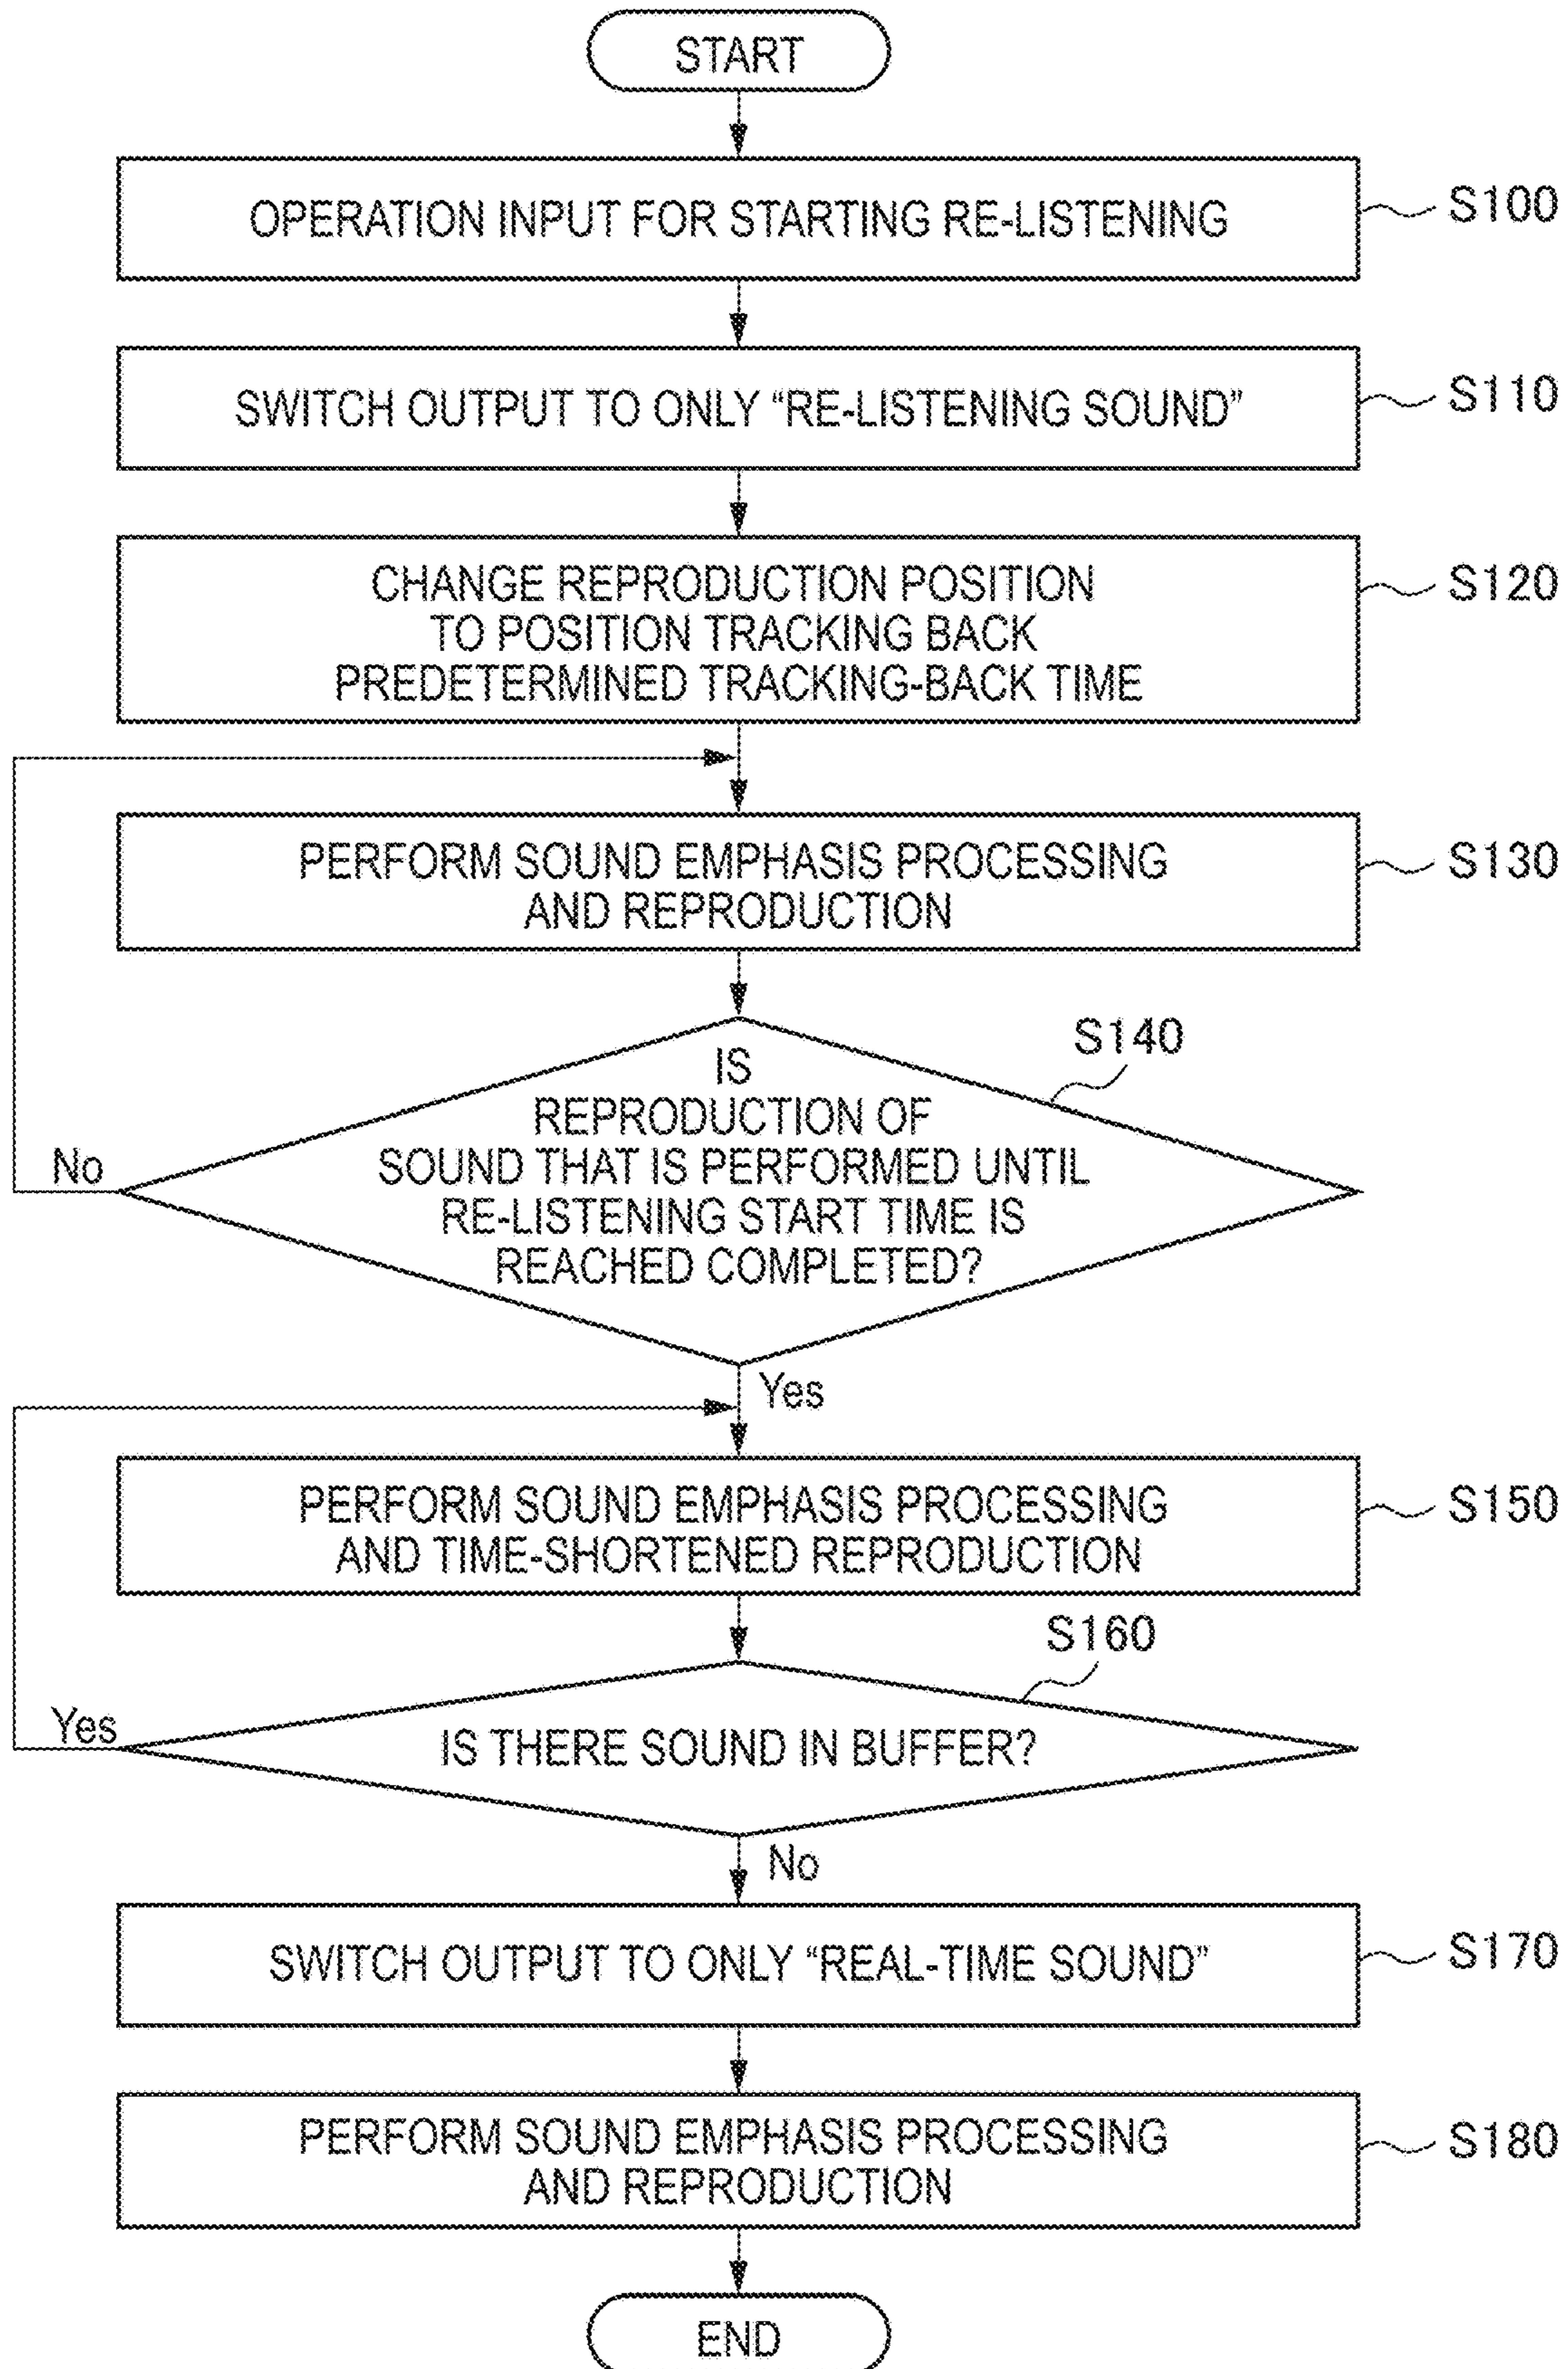 START
OPERATION INPUT FOR STARTING RE-LISTENING
S100
SWITCH OUTPUT TO ONLY “RE-LISTENING SOUND”
S110
CHANGE REPRODUCTION POSITION
TO POSITION TRACKING BACK
PREDETERMINED TRACKING-BACK TIME
S120
PERFORM SOUND EMPHASIS PROCESSING
AND REPRODUCTION
S130
S140
IS
REPRODUCTION OF
SOUND THAT IS PERFORMED UNTIL
RE-LISTENING START TIME IS
REACHED COMPLETED?
No
Yes
PERFORM SOUND EMPHASIS PROCESSING
AND TIME-SHORTENED REPRODUCTION
S150
S160
IS THERE SOUND IN BUFFER?
Yes
No
SWITCH OUTPUT TO ONLY “REAL-TIME SOUND”
S170
PERFORM SOUND EMPHASIS PROCESSING
AND REPRODUCTION
S180
END